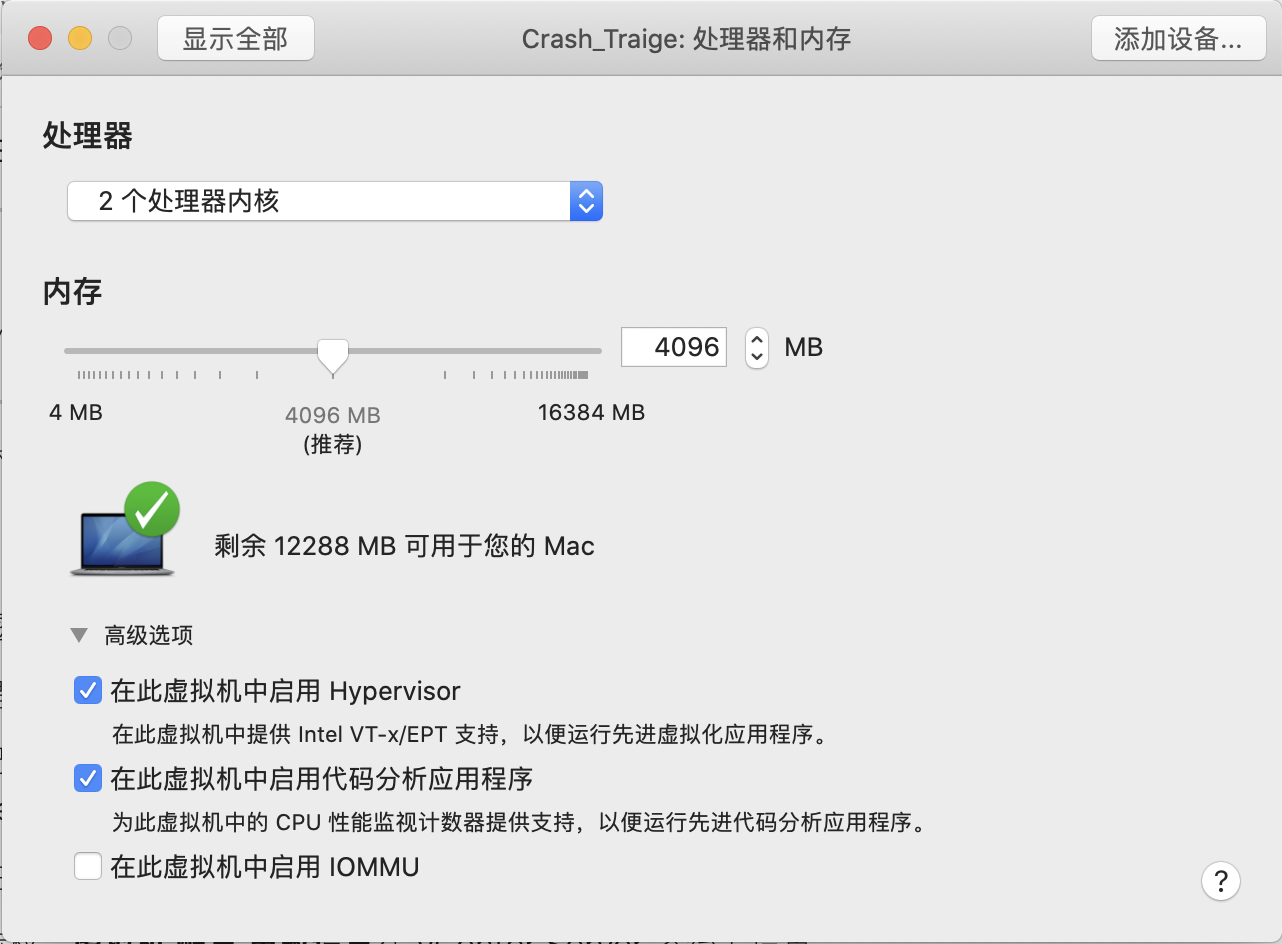 显示全部
Crash_Traige: 处理器和内存
添加设备...
处理器
2 个处理器内核
内存
4096
MB
4 MB
4096 MB
(推荐)
16384 MB
剩余 12288 MB 可用于您的 Mac
高级选项
在此虚拟机中启用 Hypervisor
在此虚拟机中提供 Intel VT-x/EPT 支持，以便运行先进虚拟化应用程序。
在此虚拟机中启用代码分析应用程序
为此虚拟机中的 CPU 性能监视计数器提供支持，以便运行先进代码分析应用程序。
在此虚拟机中启用 IOMMU
?